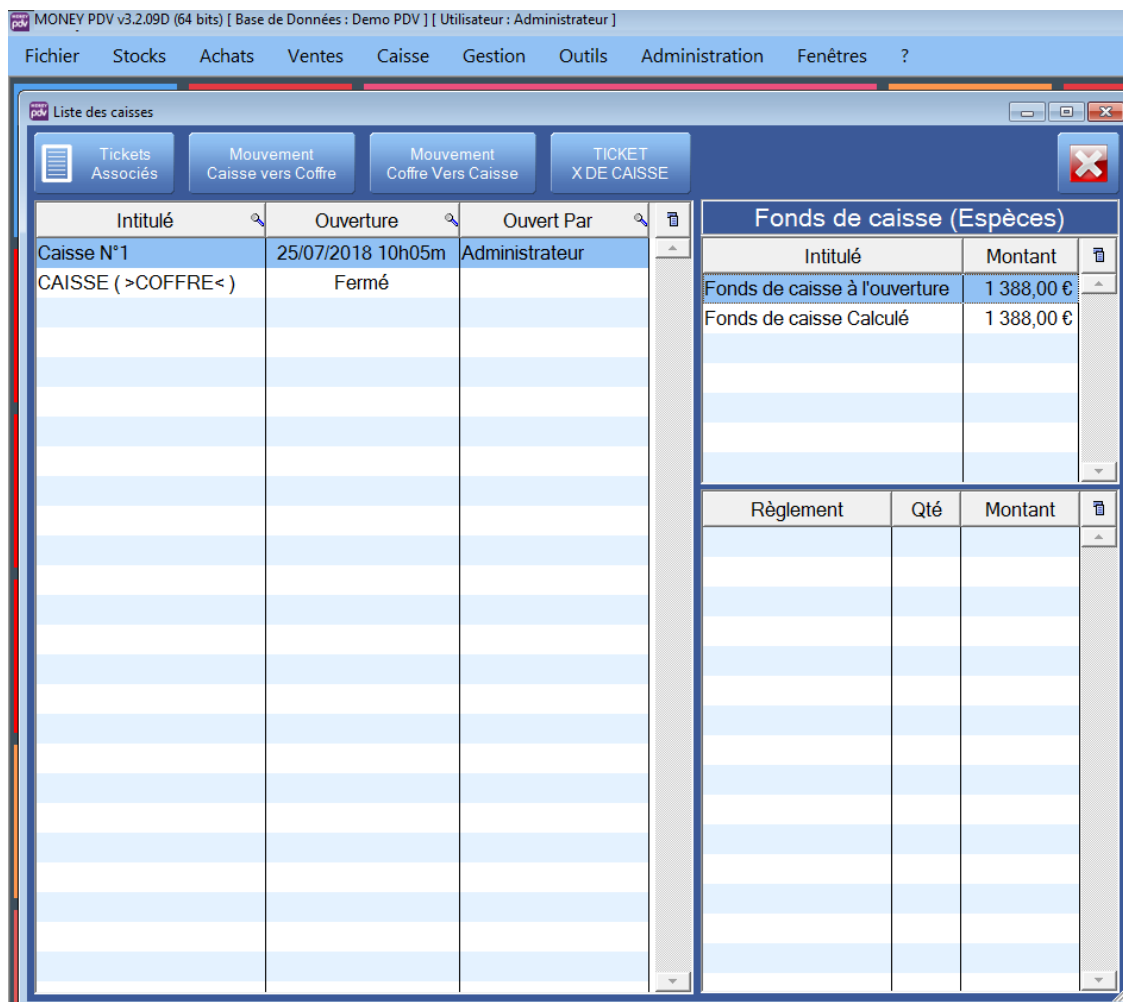 MONEY PDV v3.2.09D (64 bits) [ Base de Données : Demo PDV ] [ Utilisateur : Administrateur ]
Fichier Stocks Achats Ventes Caisse Gestion Outils Administration Fenêtres ?
Liste des caisses
Tickets Associés
Mouvement Caisse vers Coffre
Mouvement Coffre Vers Caisse
TICKET X DE CAISSE
Intitulé Ouverture Ouvert Par
Caisse N°1 25/07/2018 10h05m Administrateur
CAISSE ( >COFFRE< ) Fermé
Fonds de caisse (Espèces)
Intitulé Montant
Fonds de caisse à l'ouverture 1 388,00 €
Fonds de caisse Calculé 1 388,00 €
Règlement Qté Montant